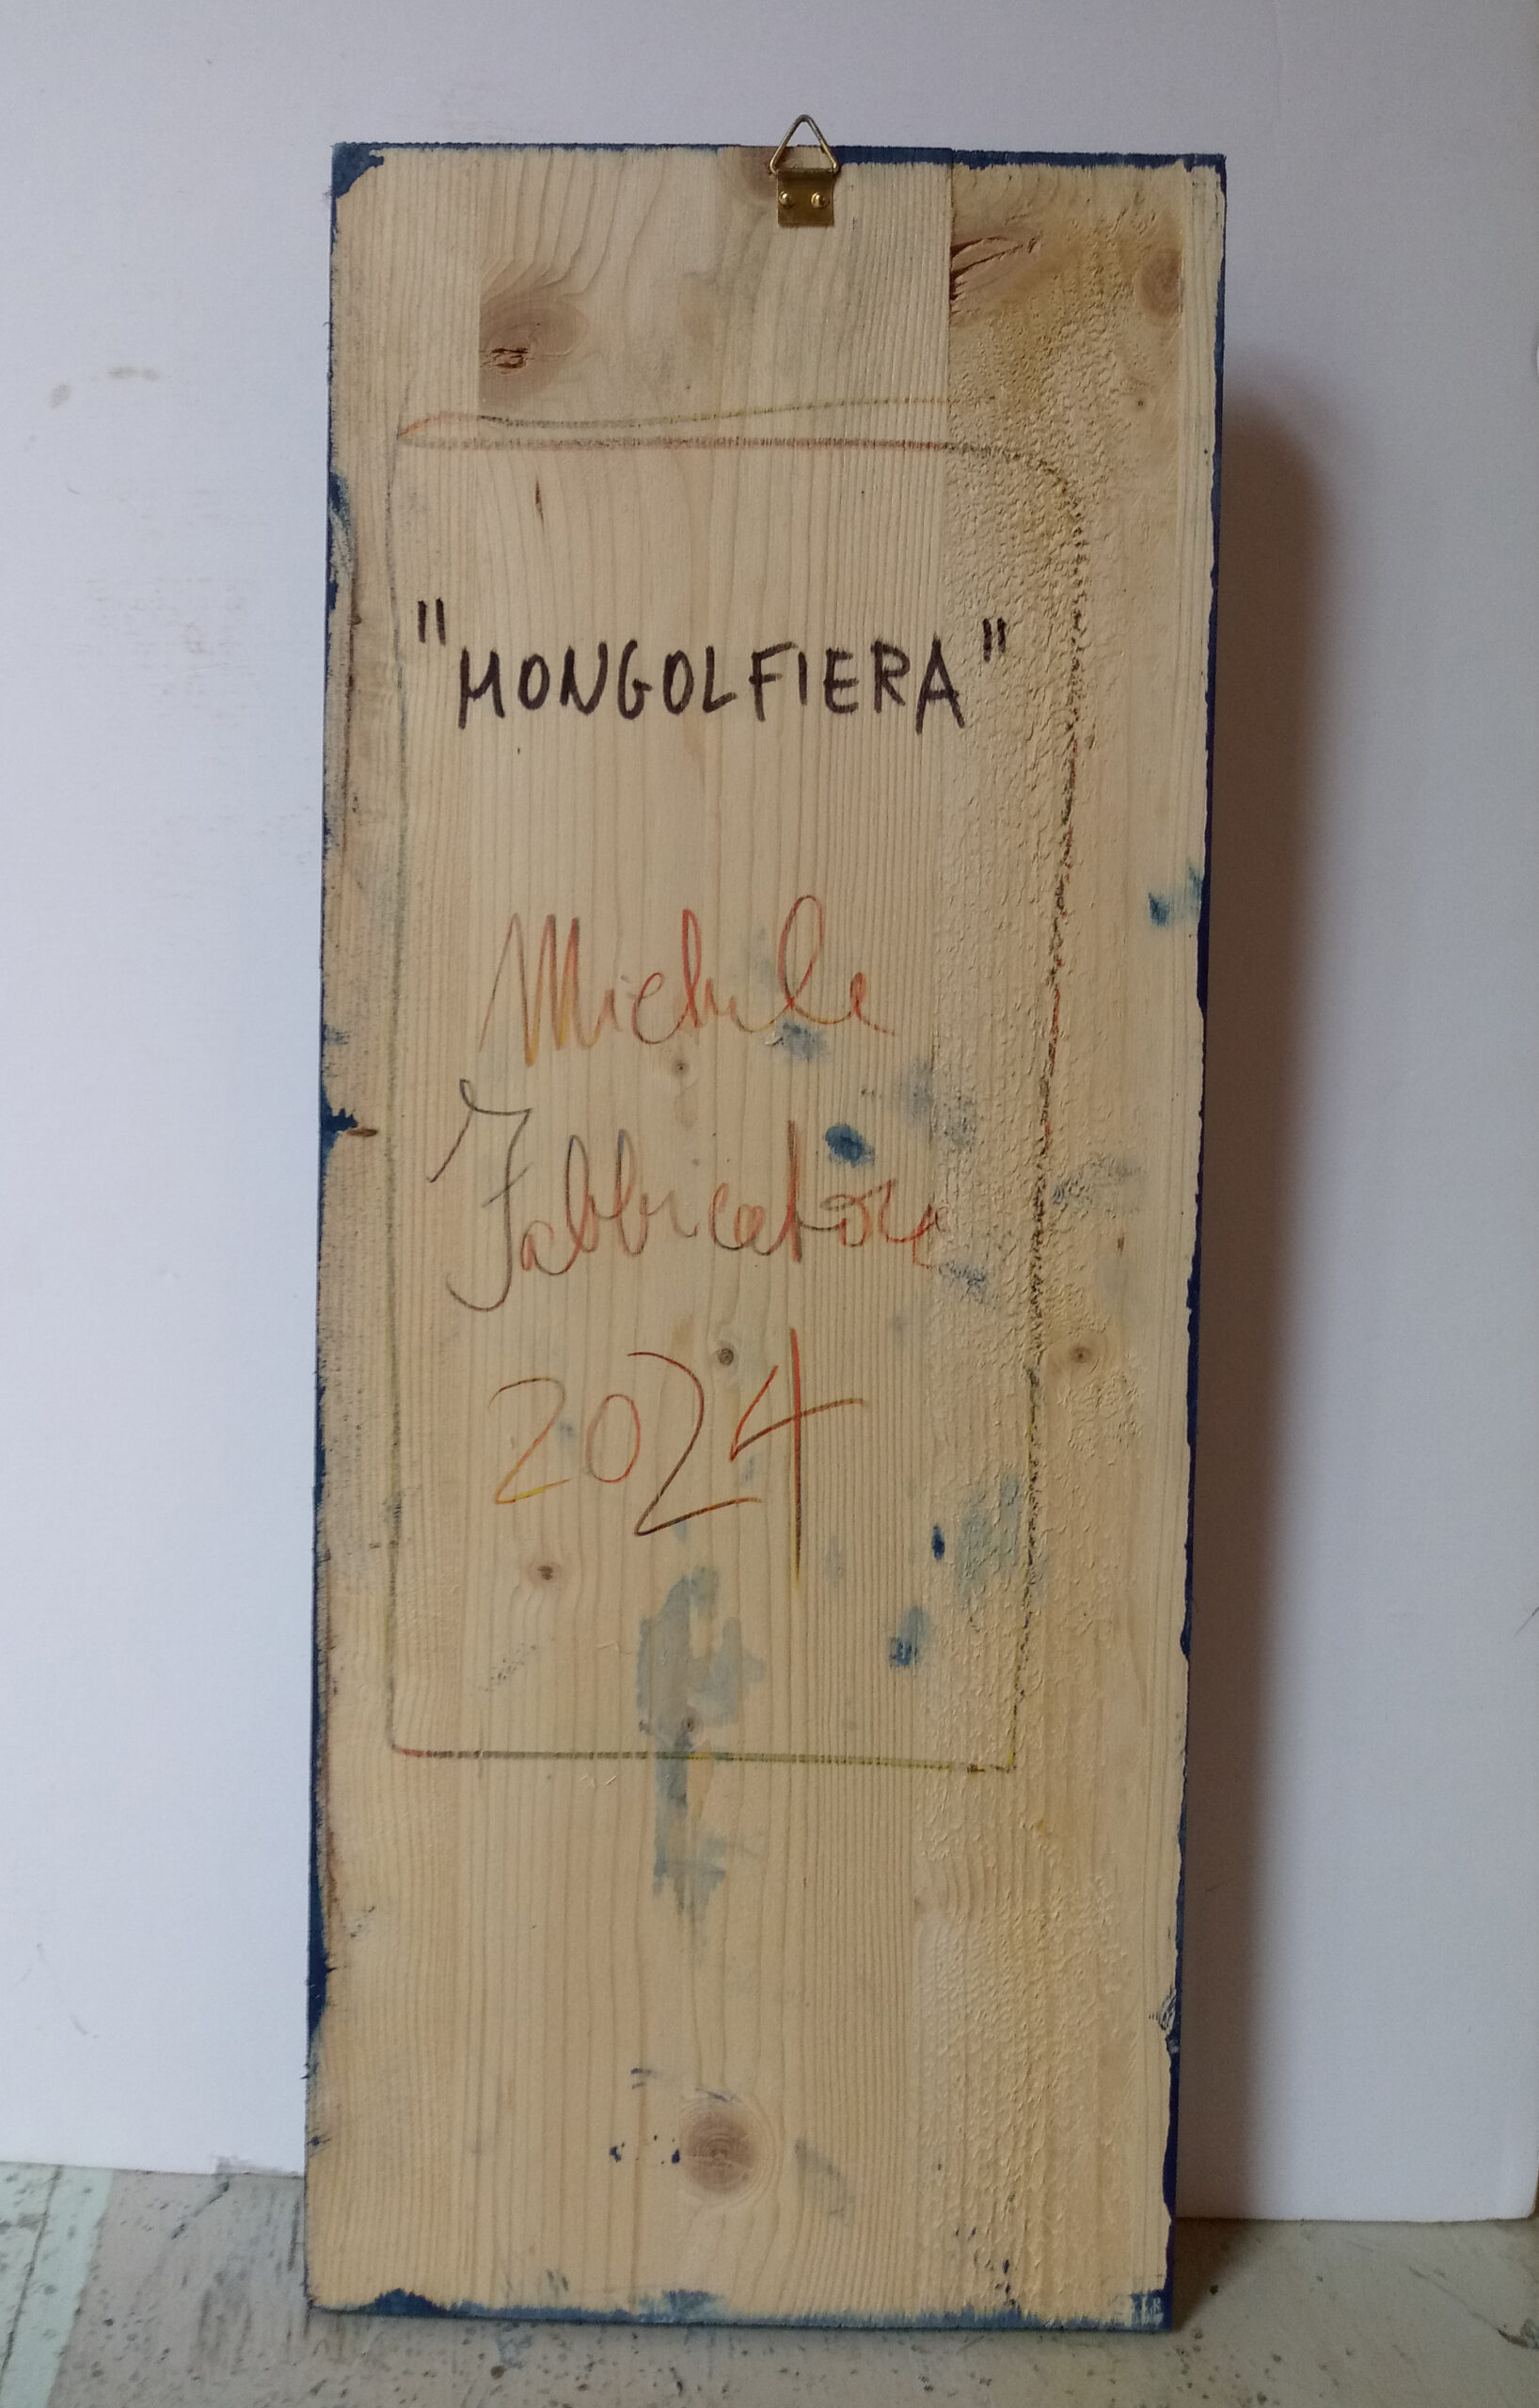 "MONGOLFIERA"
Michele
Fabbricatore
2024